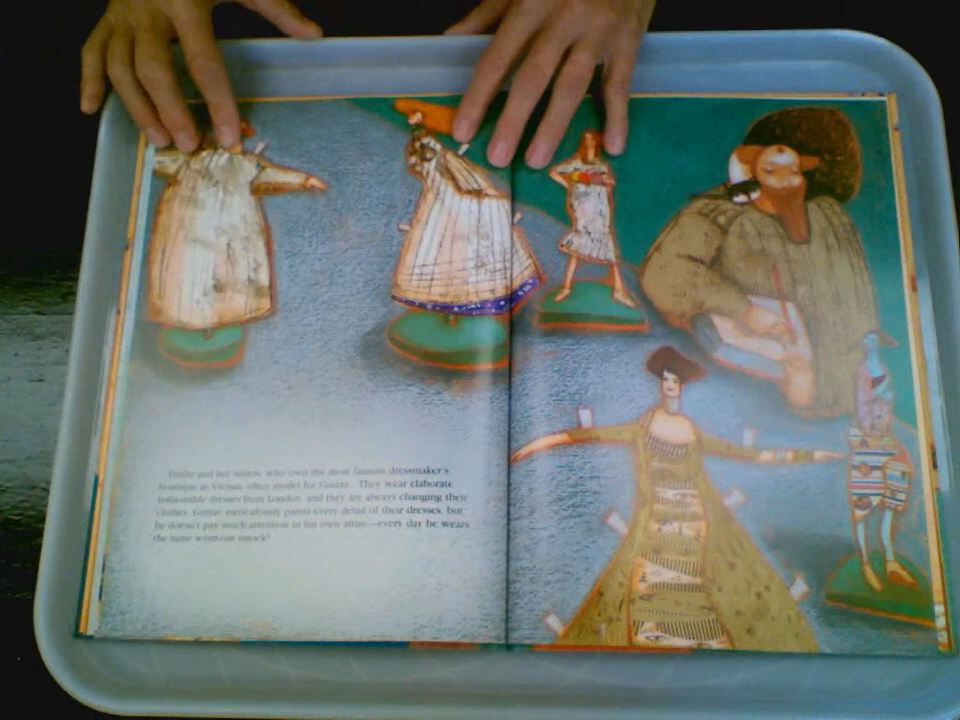 and her sisters, who own the most famous dressmaker's
boutique in Vienna, often model for Gustav. They wear elaborate
fashionable dresses from London, and they are always changing their
clothes. Gustav meticulously paints every detail of their dresses, but
he doesn't pay much attention to his own attire—every day he wears
the same worn-out smock!